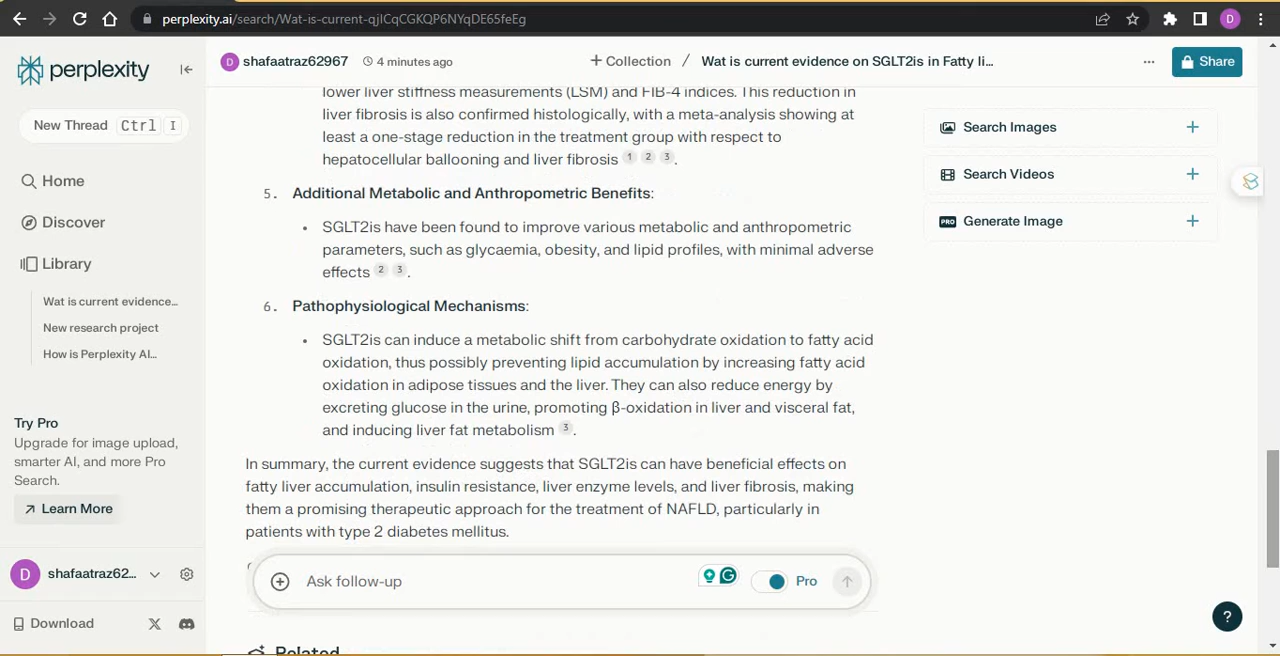 perplexity.ai/search/Wat-is-current-qjICqCGKQP6NYqDE65feEg
D
perplexity
New Thread Ctrl I
Home
Discover
Library
Wat is current evidence...
New research project
How is Perplexity AI...
Try Pro
Upgrade for image upload,
smarter AI, and more Pro
Search.
Learn More
D shafaatraz62...
Download
D shafaatraz62967 4 minutes ago
+ Collection / Wat is current evidence on SGLT2is in Fatty li...
Share
lower liver stiffness measurements (LSM) and FIB-4 indices. This reduction in
liver fibrosis is also confirmed histologically, with a meta-analysis showing at
least a one-stage reduction in the treatment group with respect to
hepatocellular ballooning and liver fibrosis 1 2 3.
5. Additional Metabolic and Anthropometric Benefits:
• SGLT2is have been found to improve various metabolic and anthropometric
parameters, such as glycaemia, obesity, and lipid profiles, with minimal adverse
effects 2 3.
6. Pathophysiological Mechanisms:
• SGLT2is can induce a metabolic shift from carbohydrate oxidation to fatty acid
oxidation, thus possibly preventing lipid accumulation by increasing fatty acid
oxidation in adipose tissues and the liver. They can also reduce energy by
excreting glucose in the urine, promoting β-oxidation in liver and visceral fat,
and inducing liver fat metabolism 3.
In summary, the current evidence suggests that SGLT2is can have beneficial effects on
fatty liver accumulation, insulin resistance, liver enzyme levels, and liver fibrosis, making
them a promising therapeutic approach for the treatment of NAFLD, particularly in
patients with type 2 diabetes mellitus.
Ask follow-up
Pro
Related
Search Images +
Search Videos +
PRO Generate Image +
?